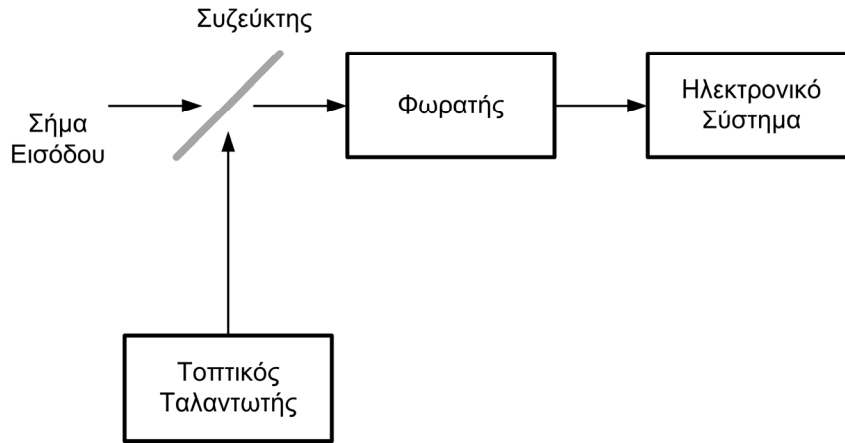 Συζεύκτης
Σήμα
Εισόδου
Φωρατής
Ηλεκτρονικό
Σύστημα
Τοπτικός
Ταλαντωτής